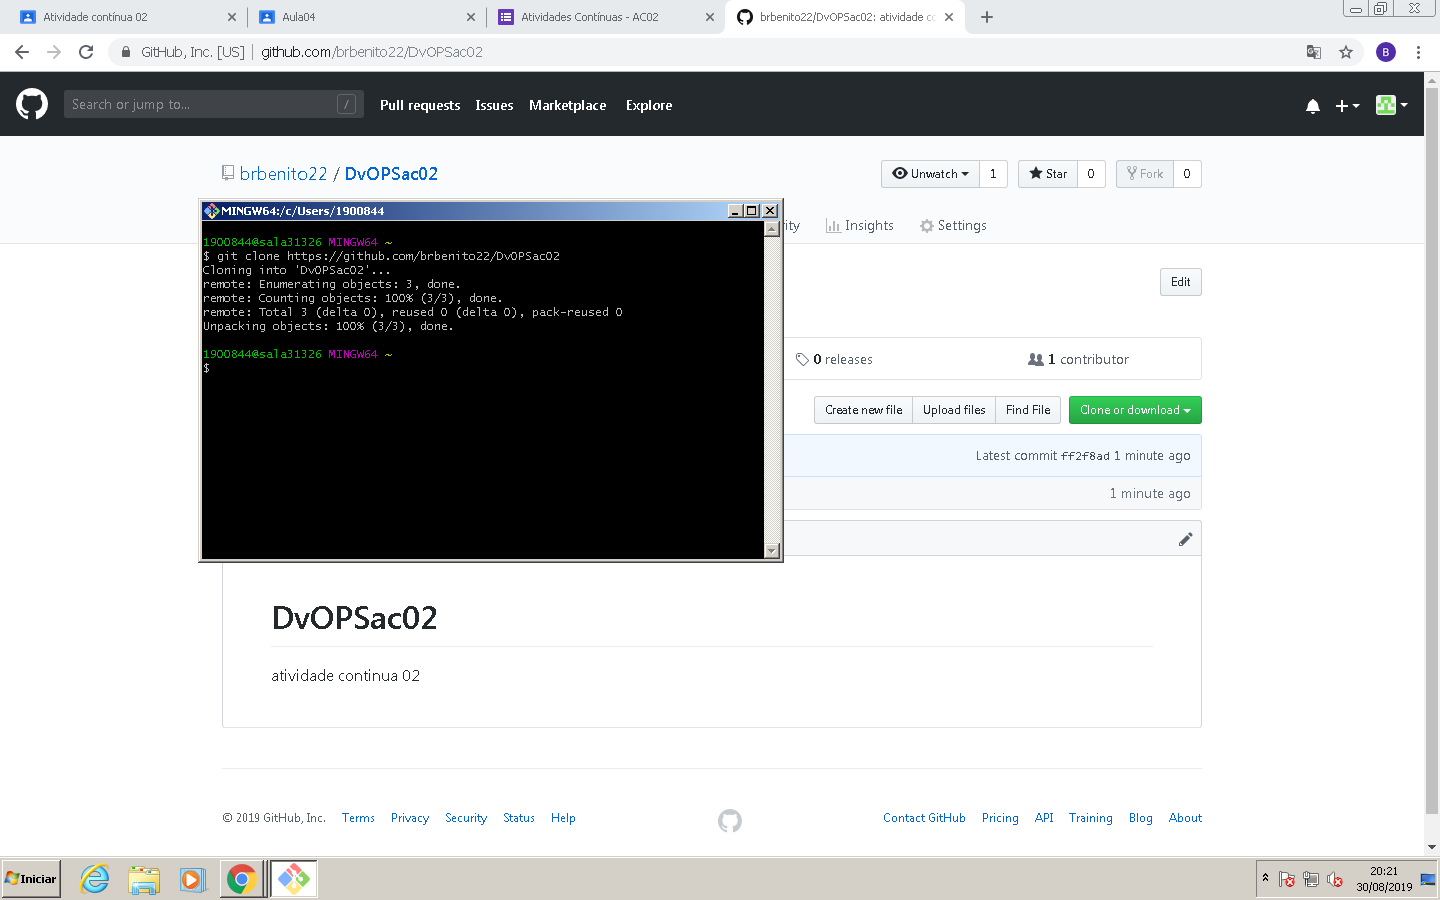 Atividade contínua 02
Aula04
Atividades Contínuas - AC02
brbenito22/DvOPSac02: atividade co
GitHub, Inc. [US] | github.com/brbenito22/DvOPSac02
B
Search or jump to... /
Pull requests Issues Marketplace Explore
brbenito22 / DvOPSac02
Unwatch 1
Star 0
Fork 0
MINGW64:/c/Users/1900844
ity Insights Settings
1900844@sala31326 MINGW64 ~
$ git clone https://github.com/brbenito22/DvOPSac02
Cloning into 'DvOPSac02'...
remote: Enumerating objects: 3, done.
remote: Counting objects: 100% (3/3), done.
remote: Total 3 (delta 0), reused 0 (delta 0), pack-reused 0
Unpacking objects: 100% (3/3), done.
1900844@sala31326 MINGW64 ~
$
Edit
0 releases
1 contributor
Create new file Upload files Find File Clone or download
Latest commit ff2f8ad 1 minute ago
1 minute ago
DvOPSac02
atividade continua 02
© 2019 GitHub, Inc. Terms Privacy Security Status Help
Contact GitHub Pricing API Training Blog About
Iniciar
20:21
30/08/2019